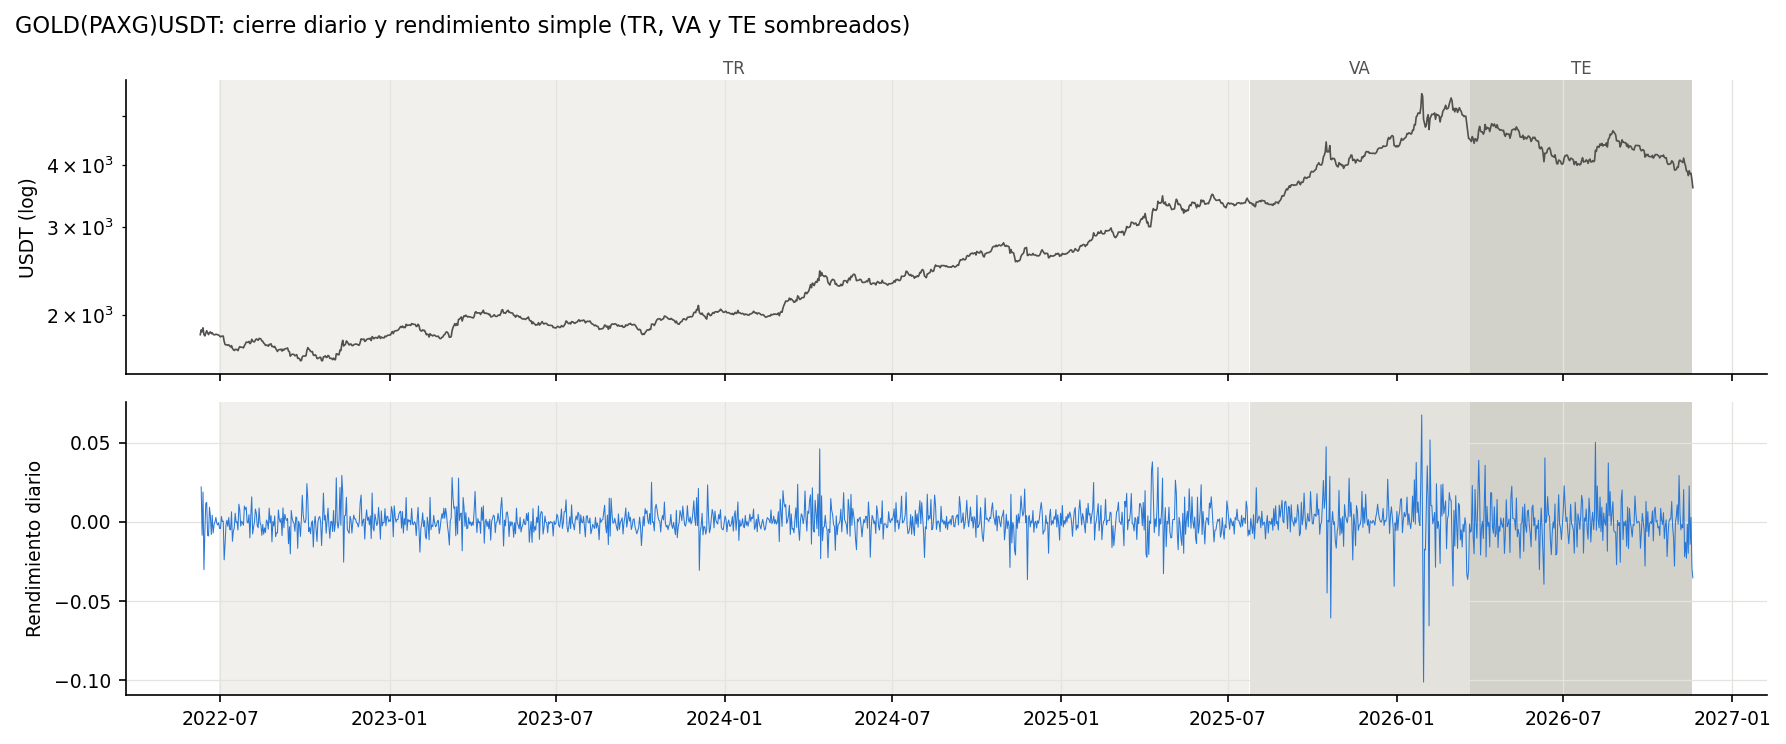 GOLD(PAXG)USDT: cierre diario y rendimiento simple (TR, VA y TE sombreados)
TR VA TE
USDT (log)
4 × 10³
3 × 10³
2 × 10³
Rendimiento diario
0.05
0.00
−0.05
−0.10
2022-07 2023-01 2023-07 2024-01 2024-07 2025-01 2025-07 2026-01 2026-07 2027-01